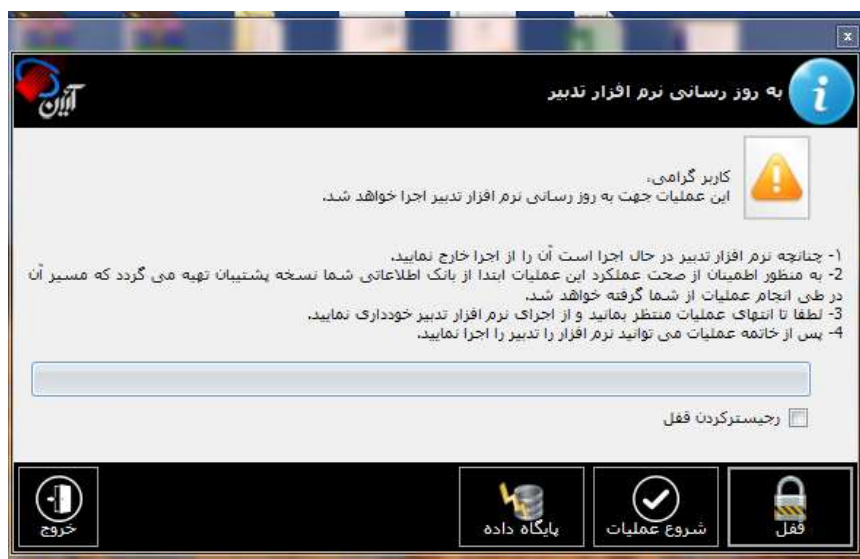 x
به روز رسانی نرم افزار تدبیر
آریان
کاربر گرامی،
این عملیات جهت به روز رسانی نرم افزار تدبیر اجرا خواهد شد.
۱- چنانچه نرم افزار تدبیر در حال اجرا است آن را از اجرا خارج نمایید.
2- به منظور اطمینان از صحت عملکرد این عملیات ابتدا از بانک اطلاعاتی شما نسخه پشتیبان تهیه می گردد که مسیر آن
در طی انجام عملیات از شما گرفته خواهد شد.
3- لطفا تا انتهای عملیات منتظر بمانید و از اجرای نرم افزار تدبیر خودداری نمایید.
4- پس از خاتمه عملیات می توانید نرم افزار را تدبیر را اجرا نمایید.
رجیسترکردن قفل
قفل
شروع عملیات
پایگاه داده
خروج